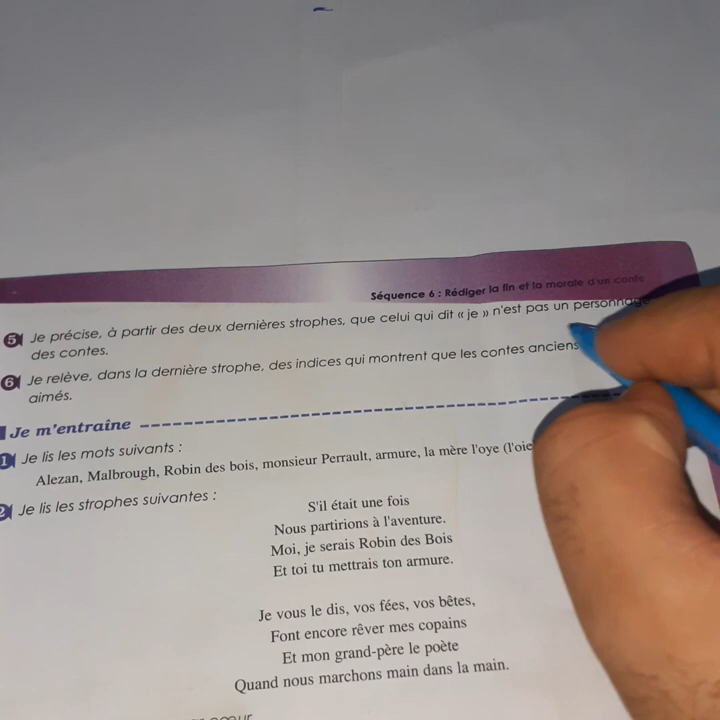 Séquence 6 : Rédiger la fin et la morale d'un conte
5 Je précise, à partir des deux dernières strophes, que celui qui dit « je » n'est pas un personnage
des contes.
6 Je relève, dans la dernière strophe, des indices qui montrent que les contes anciens
aimés.
Je m'entraîne
1 Je lis les mots suivants :
Alezan, Malbrough, Robin des bois, monsieur Perrault, armure, la mère l'oye (l'oie
2 Je lis les strophes suivantes :
S'il était une fois
Nous partirions à l'aventure.
Moi, je serais Robin des Bois
Et toi tu mettrais ton armure.
Je vous le dis, vos fées, vos bêtes,
Font encore rêver mes copains
Et mon grand-père le poète
Quand nous marchons main dans la main.